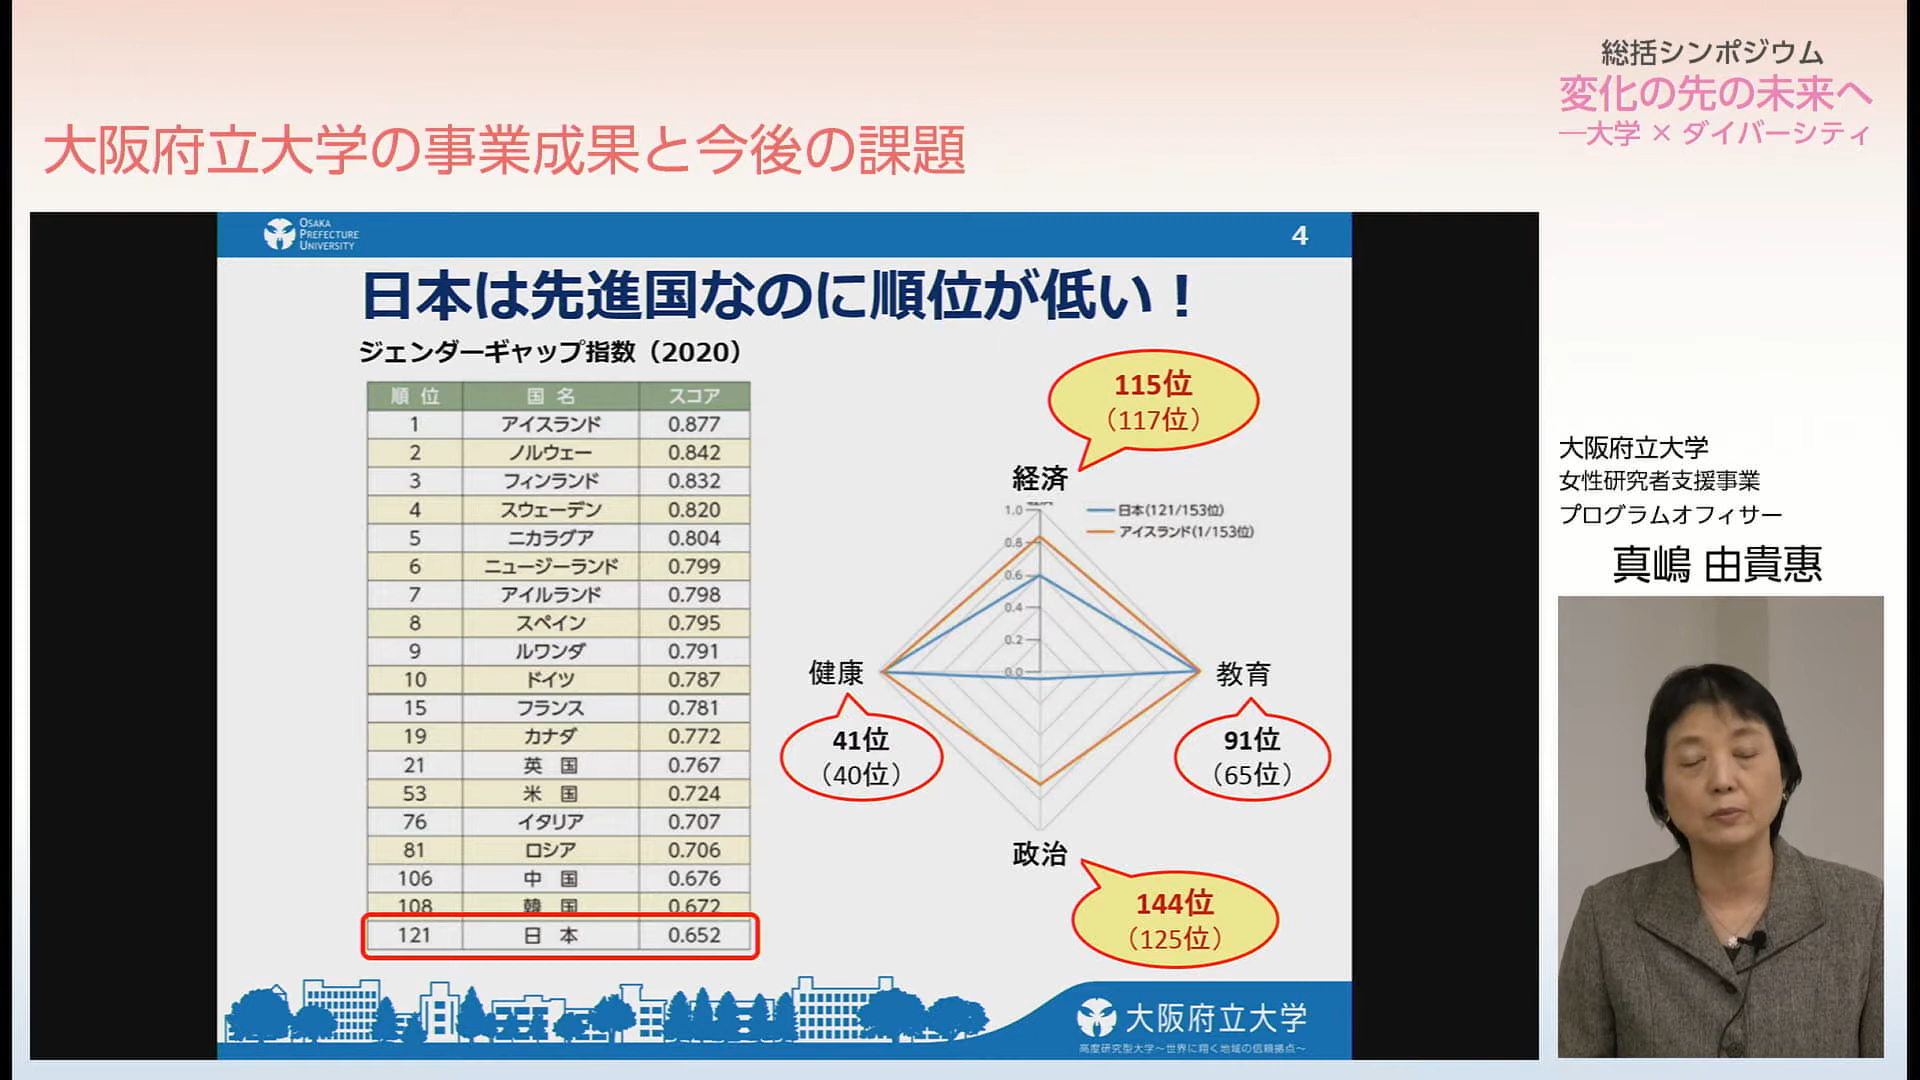 総括シンポジウム
変化の先の未来へ
―大学 × ダイバーシティ
大阪府立大学の事業成果と今後の課題
OSAKA
PREFECTURE
UNIVERSITY
4
日本は先進国なのに順位が低い！
ジェンダーギャップ指数（2020）
順 位 国 名 スコア
1 アイスランド 0.877
2 ノルウェー 0.842
3 フィンランド 0.832
4 スウェーデン 0.820
5 ニカラグア 0.804
6 ニュージーランド 0.799
7 アイルランド 0.798
8 スペイン 0.795
9 ルワンダ 0.791
10 ドイツ 0.787
15 フランス 0.781
19 カナダ 0.772
21 英 国 0.767
53 米 国 0.724
76 イタリア 0.707
81 ロシア 0.706
106 中 国 0.676
108 韓 国 0.672
121 日 本 0.652
115位
（117位）
経済
1.0
0.8
0.6
0.4
0.2
0.0
日本(121/153位)
アイスランド(1/153位)
健康
41位
（40位）
教育
91位
（65位）
政治
144位
（125位）
大阪府立大学
高度研究型大学～世界に翔く地域の信頼拠点～
大阪府立大学
女性研究者支援事業
プログラムオフィサー
真嶋 由貴惠